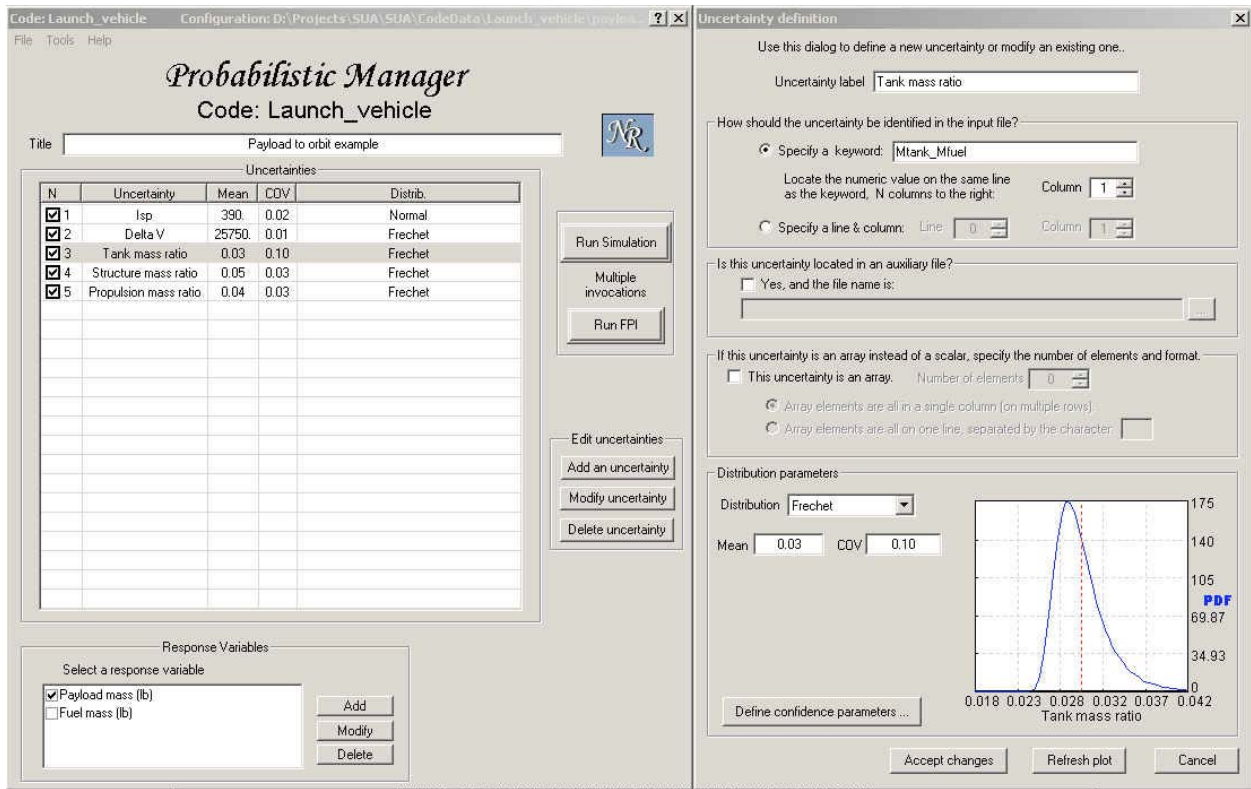 Code: Launch_vehicle Configuration: D:\Projects\SUA\SUA\CodeData\Launch_vehicle\payloa...
File Tools Help
Probabilistic Manager
Code: Launch_vehicle
NR
Title Payload to orbit example
Uncertainties
N Uncertainty Mean COV Distrib.
1 Isp 390. 0.02 Normal
2 Delta V 25750. 0.01 Frechet
3 Tank mass ratio 0.03 0.10 Frechet
4 Structure mass ratio 0.05 0.03 Frechet
5 Propulsion mass ratio 0.04 0.03 Frechet
Run Simulation
Multiple
invocations
Run FPI
Edit uncertainties
Add an uncertainty
Modify uncertainty
Delete uncertainty
Response Variables
Select a response variable
Payload mass (lb)
Fuel mass (lb)
Add
Modify
Delete
Uncertainty definition
Use this dialog to define a new uncertainty or modify an existing one..
Uncertainty label Tank mass ratio
How should the uncertainty be identified in the input file?
Specify a keyword: Mtank_Mfuel
Locate the numeric value on the same line
as the keyword, N columns to the right: Column 1
Specify a line & column: Line 0 Column 1
Is this uncertainty located in an auxiliary file?
Yes, and the file name is:
...
If this uncertainty is an array instead of a scalar, specify the number of elements and format.
This uncertainty is an array. Number of elements 0
Array elements are all in a single column (on multiple rows)
Array elements are all on one line, separated by the character:
Distribution parameters
Distribution Frechet
Mean 0.03 COV 0.10
175
140
105
PDF
69.87
34.93
0
0.018 0.023 0.028 0.032 0.037 0.042
Tank mass ratio
Define confidence parameters ...
Accept changes Refresh plot Cancel